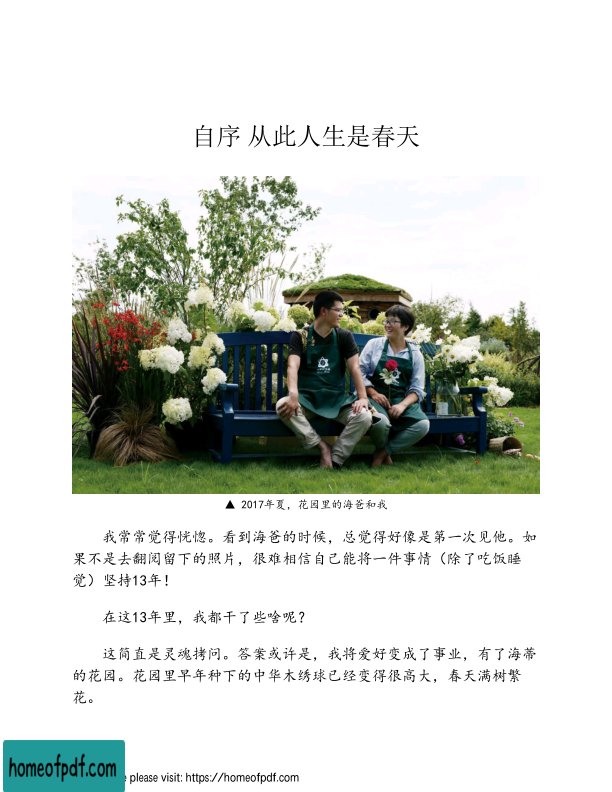 自序 从此人生是春天
▲ 2017年夏，花园里的海爸和我
我常常觉得恍惚。看到海爸的时候，总觉得好像是第一次见他。如
果不是去翻阅留下的照片，很难相信自己能将一件事情（除了吃饭睡
觉）坚持13年！
在这13年里，我都干了些啥呢？
这简直是灵魂拷问。答案或许是，我将爱好变成了事业，有了海蒂
的花园。花园里早年种下的中华木绣球已经变得很高大，春天满树繁
花。
homeofpdf.com
e please visit: https://homeofpdf.com